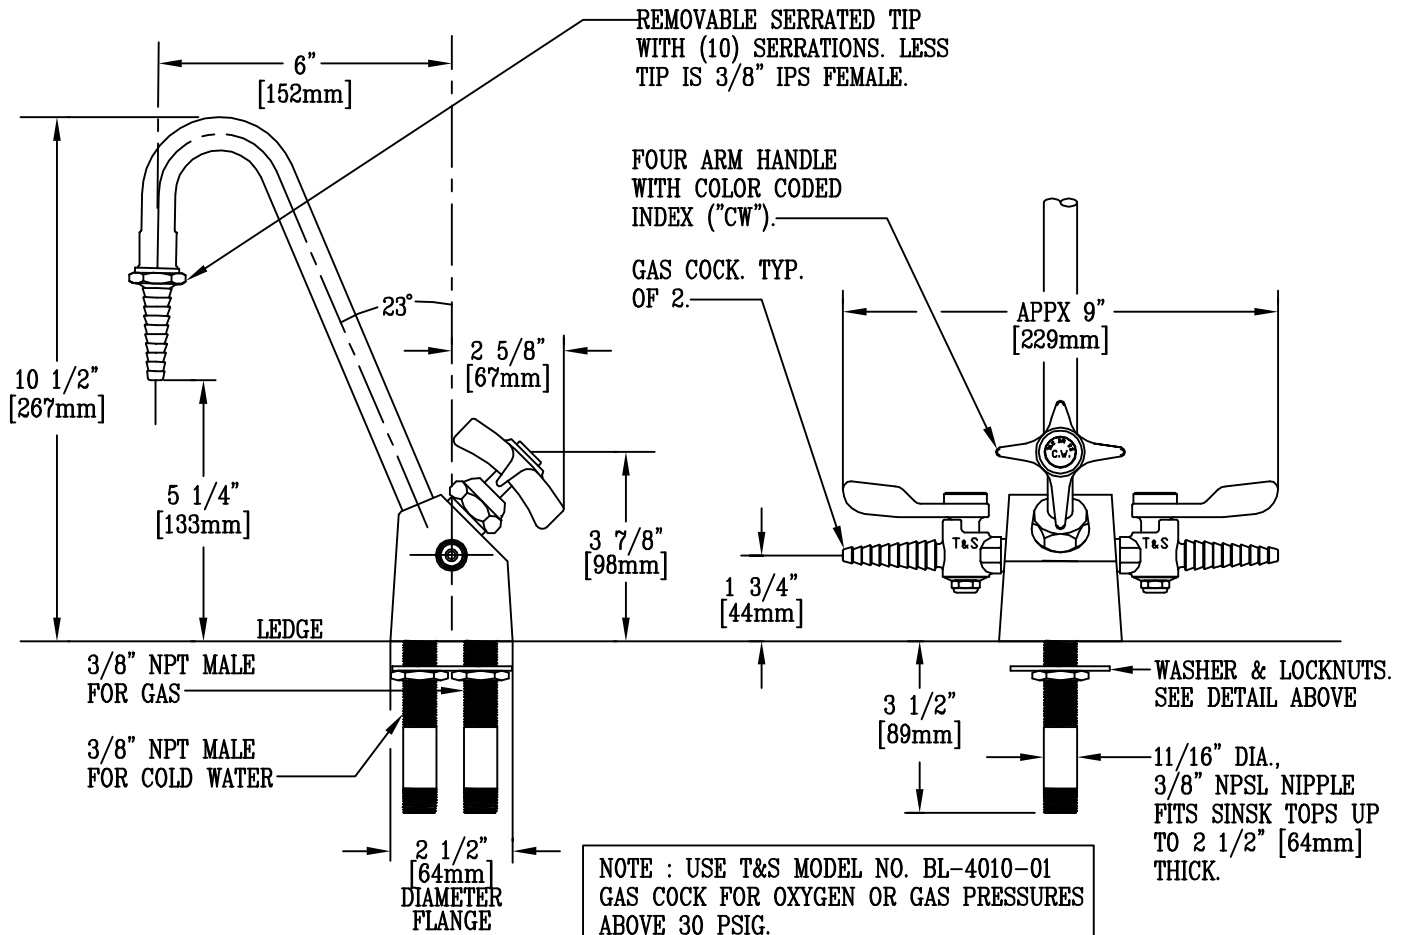 REMOVABLE SERRATED TIP
WITH (10) SERRATIONS. LESS
TIP IS 3/8" IPS FEMALE.
6"
[152mm]
FOUR ARM HANDLE
WITH COLOR CODED
INDEX ("CW").
GAS COCK. TYP.
OF 2.
23°
APPX 9"
[229mm]
2 5/8"
[67mm]
10 1/2"
[267mm]
C.W.
5 1/4"
[133mm]
3 7/8"
[98mm]
T&S
T&S
1 3/4"
[44mm]
LEDGE
3/8" NPT MALE
FOR GAS
3/8" NPT MALE
FOR COLD WATER
3 1/2"
[89mm]
WASHER & LOCKNUTS.
SEE DETAIL ABOVE
11/16" DIA.,
3/8" NPSL NIPPLE
FITS SINSK TOPS UP
TO 2 1/2" [64mm]
THICK.
2 1/2"
[64mm]
DIAMETER
FLANGE
NOTE : USE T&S MODEL NO. BL-4010-01
GAS COCK FOR OXYGEN OR GAS PRESSURES
ABOVE 30 PSIG.